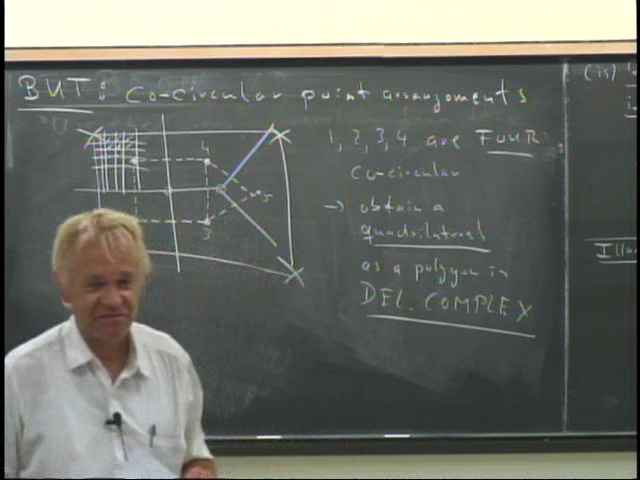 BUT: co-circular point arrangements
1, 2, 3, 4 are FOUR
co-circular
→ obtain a
quadrilateral
as a polygon in
DEL. COMPLEX
4
5
3
(ii)
Illu